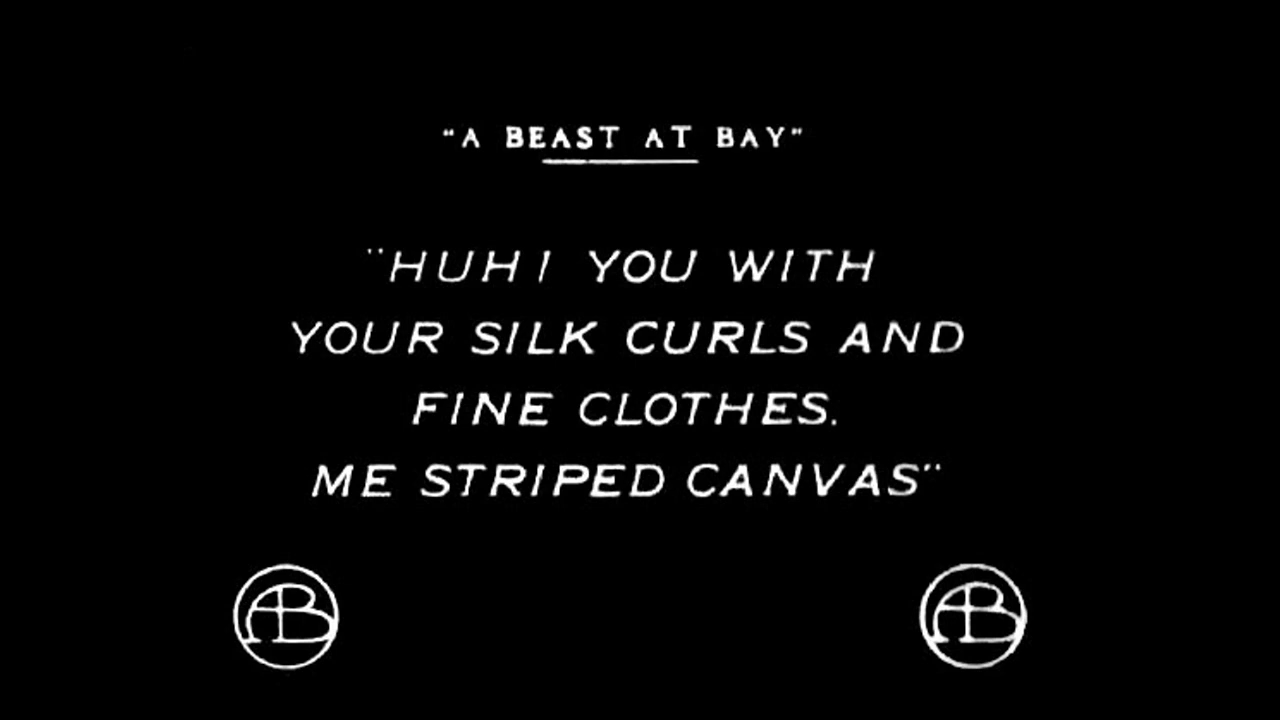 "A BEAST AT BAY"
"HUH! YOU WITH
YOUR SILK CURLS AND
FINE CLOTHES.
ME STRIPED CANVAS"
AB AB